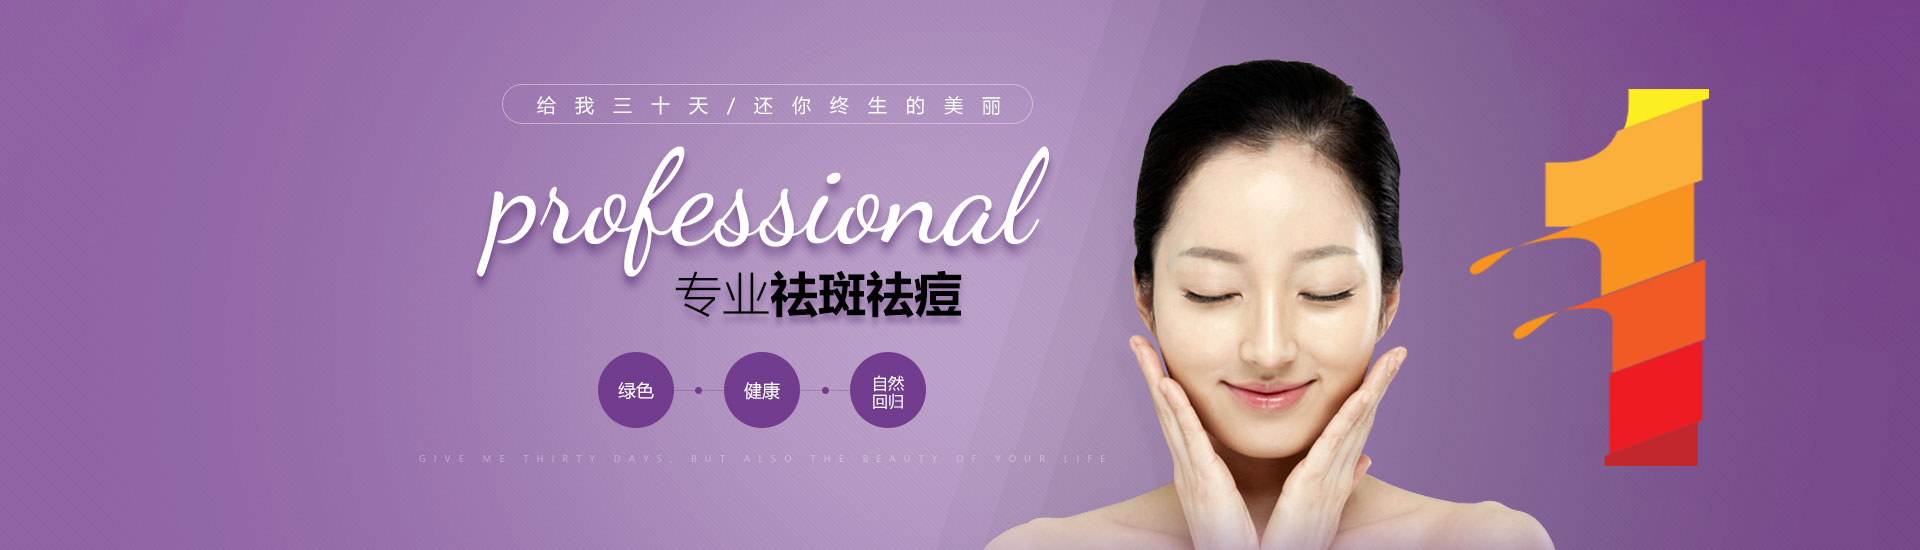 给我三十天/还你终生的美丽
professional
专业祛斑祛痘
绿色
健康
自然
回归
GIVE ME THIRTY DAYS, BUT ALSO THE BEAUTY OF YOUR LIFE
1